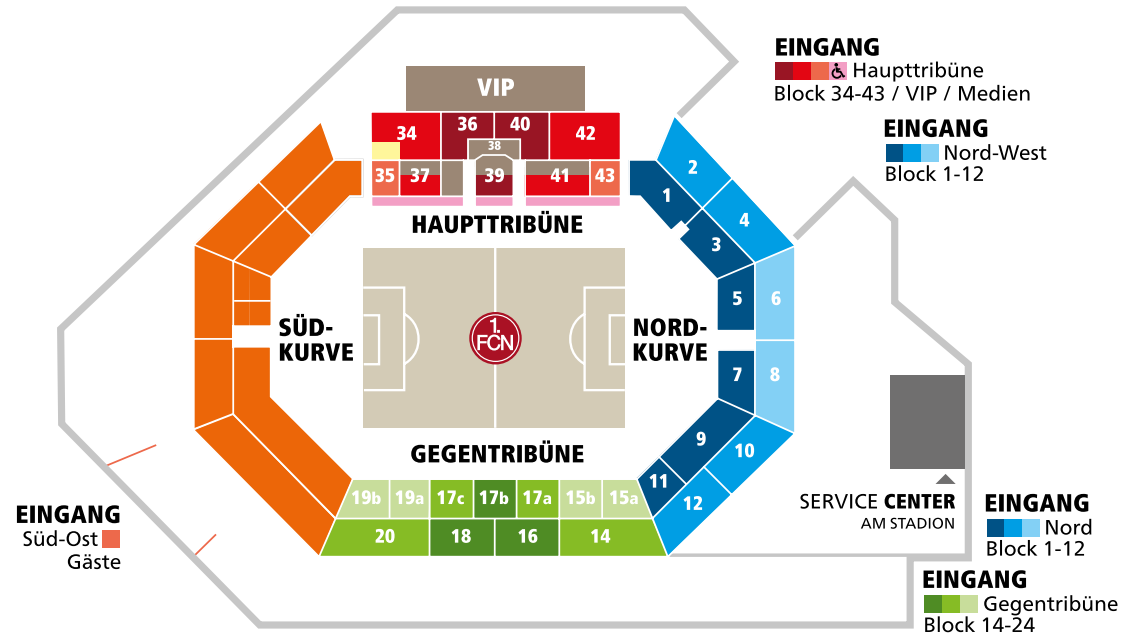 EINGANG
Haupttribüne
Block 34-43 / VIP / Medien
EINGANG
Nord-West
Block 1-12
VIP
34
36
40
42
38
35
37
39
41
43
HAUPTTRIBÜNE
2
1
4
3
5
6
SÜD-
KURVE
1.
FCN
NORD-
KURVE
7
8
9
10
11
12
GEGENTRIBÜNE
19b
19a
17c
17b
17a
15b
15a
20
18
16
14
SERVICE CENTER
AM STADION
EINGANG
Süd-Ost
Gäste
EINGANG
Nord
Block 1-12
EINGANG
Gegentribüne
Block 14-24